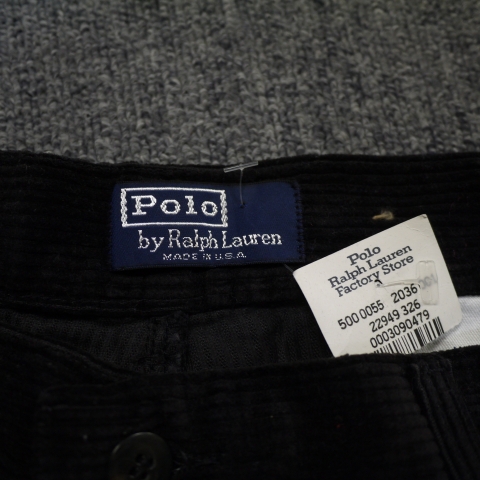 Polo
by Ralph Lauren
MADE IN U.S.A.
Polo
Ralph Lauren
Factory Store
500 0055 2036
22949 326
0003090479